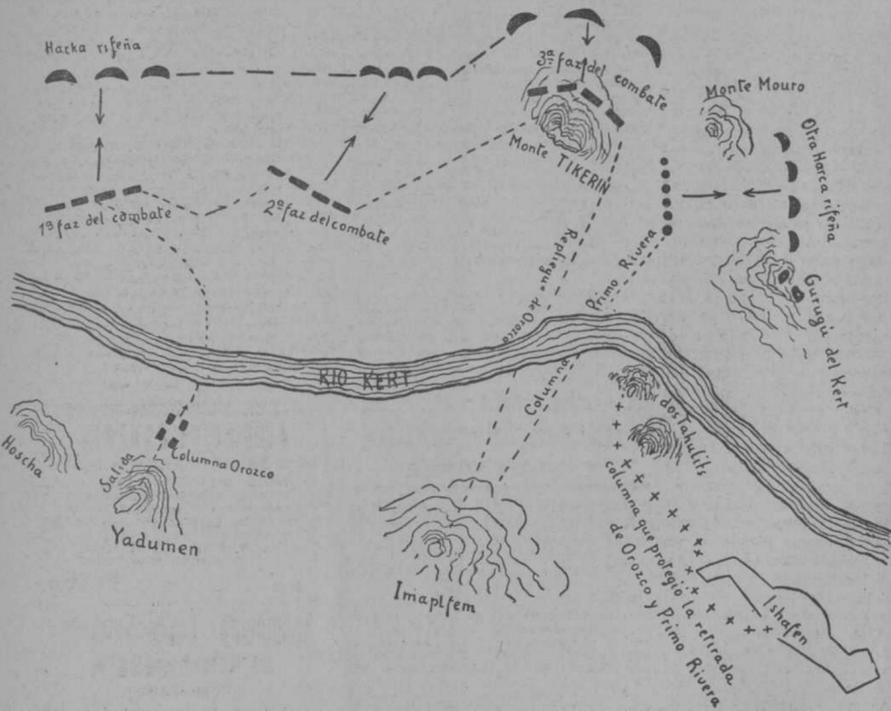 Harka rifeña
3ª faz del combate
Monte Mouro
Otra Harca rifeña
Monte TIKERIN
1ª faz del combate
2ª faz del combate
Repliegue de Orozco
Primo Rivera
Columna
Gurugú del Kert
RIO KERT
dos Tahulits
Hoscha
Salida
Columna Orozco
Yadumen
Imaplfem
columna que protegió la retirada
de Orozco y Primo Rivera
Ishafen